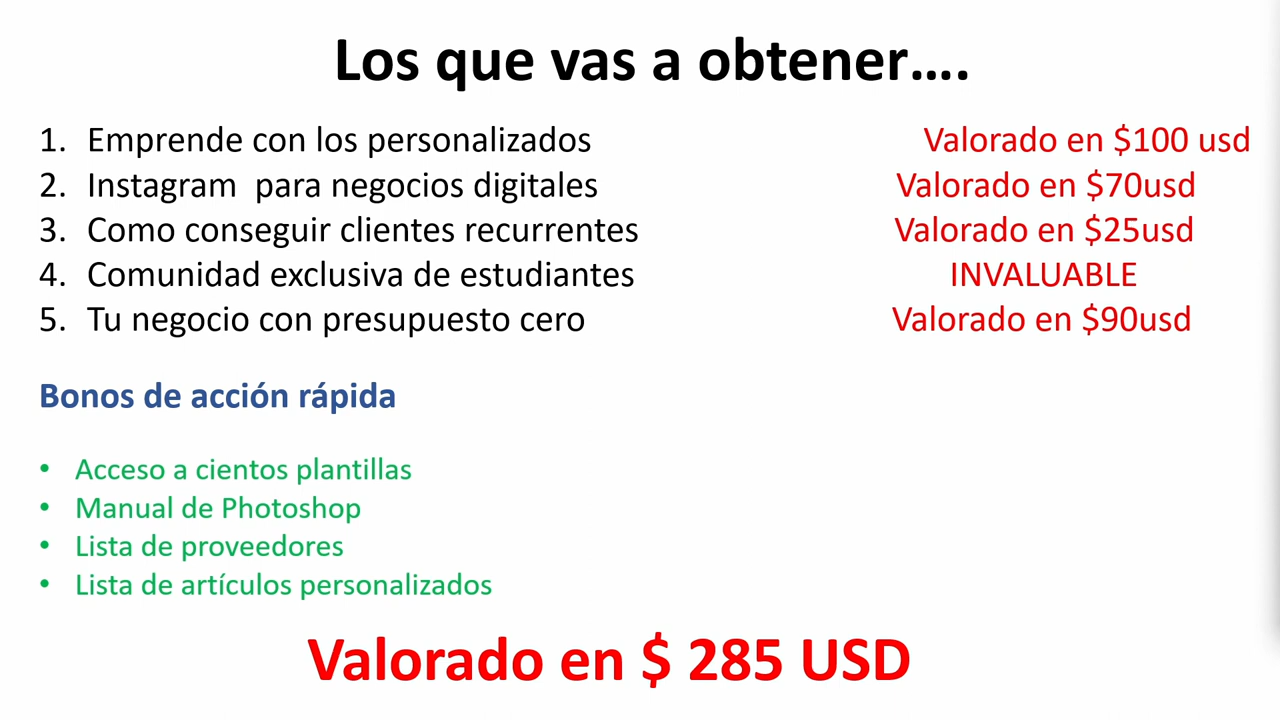 Los que vas a obtener....
1. Emprende con los personalizados Valorado en $100 usd
2. Instagram para negocios digitales Valorado en $70usd
3. Como conseguir clientes recurrentes Valorado en $25usd
4. Comunidad exclusiva de estudiantes INVALUABLE
5. Tu negocio con presupuesto cero Valorado en $90usd
Bonos de acción rápida
• Acceso a cientos plantillas
• Manual de Photoshop
• Lista de proveedores
• Lista de artículos personalizados
Valorado en $ 285 USD